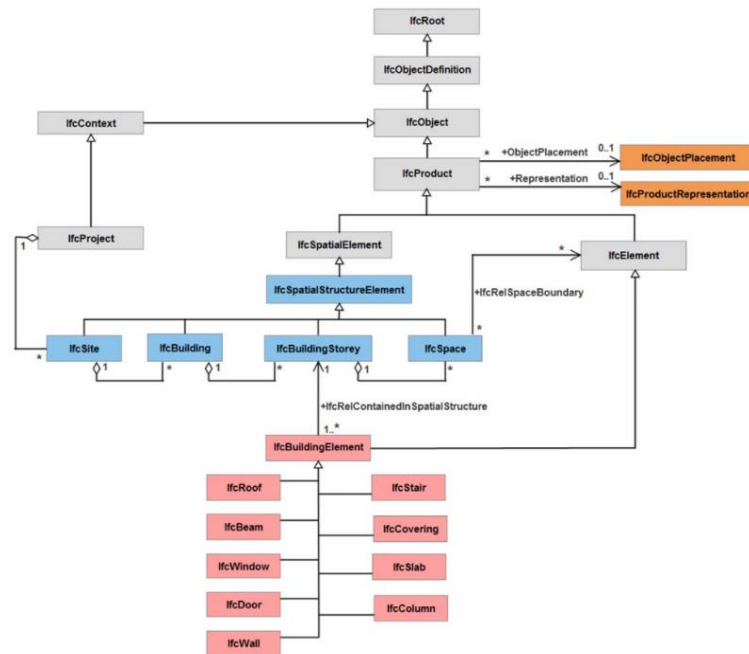 IfcRoot
IfcObjectDefinition
IfcContext
IfcObject
* +ObjectPlacement 0..1
IfcObjectPlacement
IfcProduct
* +Representation 0..1
IfcProductRepresentation
IfcProject
1
IfcSpatialElement
*
IfcElement
IfcSpatialStructureElement
+IfcRelSpaceBoundary
*
IfcSite
IfcBuilding
IfcBuildingStorey
IfcSpace
*
1 * 1 * 1 1 *
+IfcRelContainedInSpatialStructure
1..*
IfcBuildingElement
IfcRoof
IfcStair
IfcBeam
IfcCovering
IfcWindow
IfcSlab
IfcDoor
IfcColumn
IfcWall